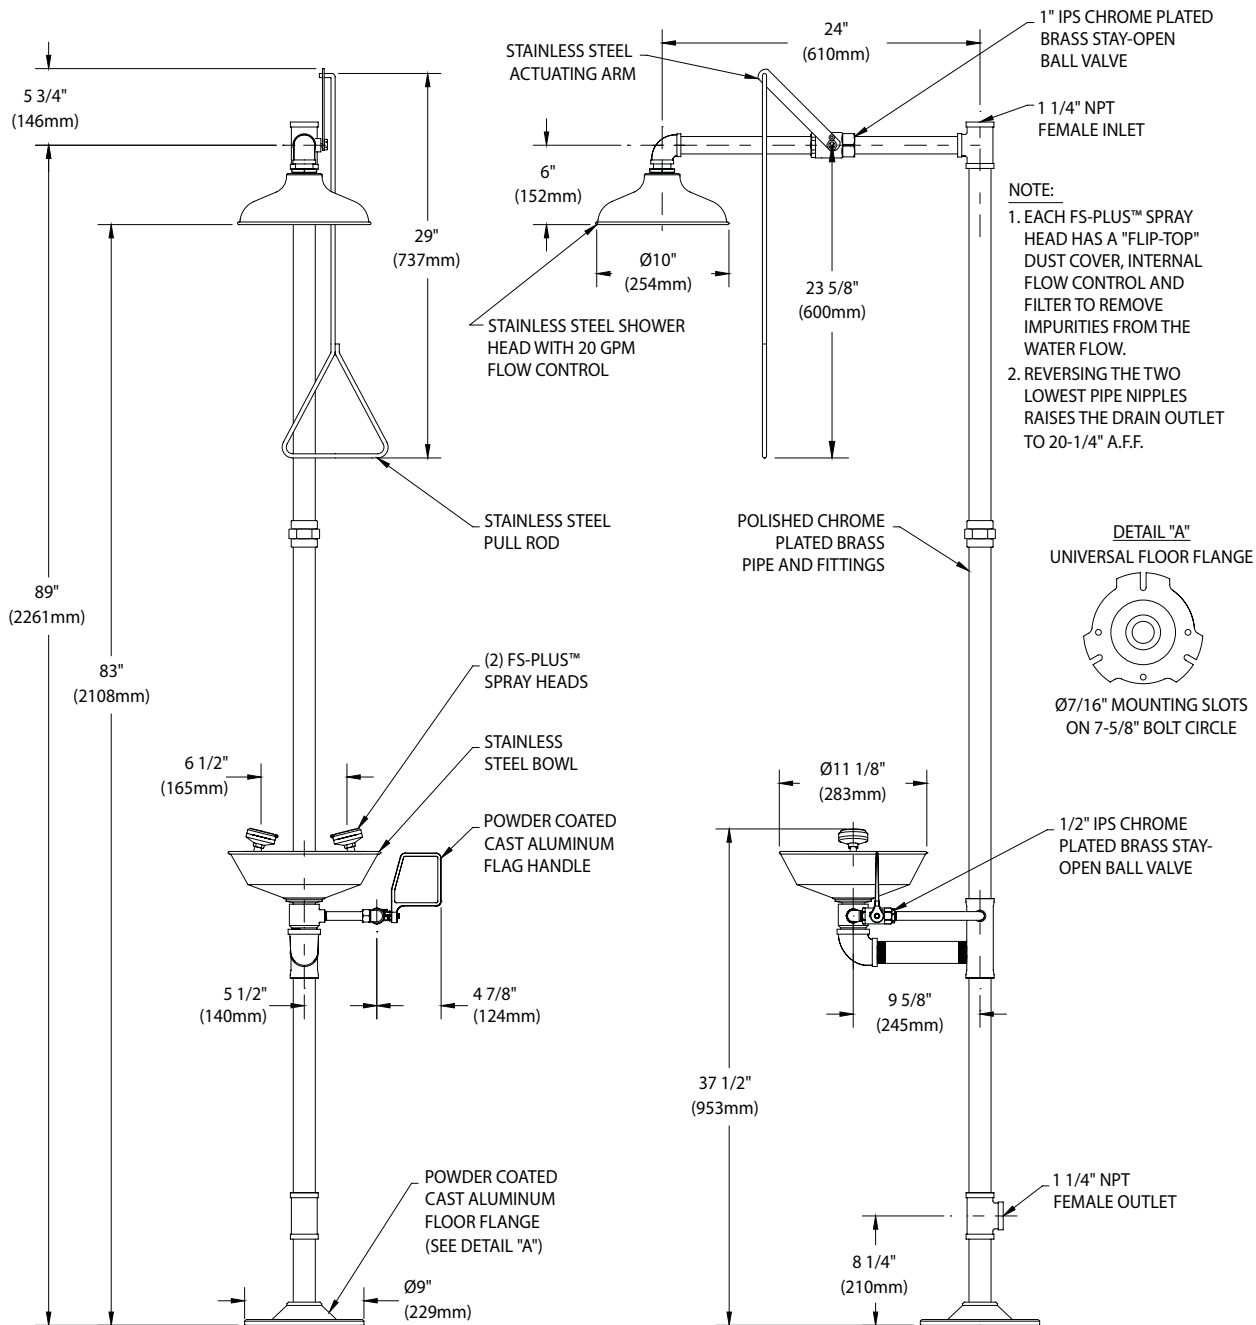 5 3/4"
(146mm)
29"
(737mm)
89"
(2261mm)
83"
(2108mm)
STAINLESS STEEL
PULL ROD
(2) FS-PLUS™
SPRAY HEADS
6 1/2"
(165mm)
STAINLESS
STEEL BOWL
POWDER COATED
CAST ALUMINUM
FLAG HANDLE
5 1/2"
(140mm)
4 7/8"
(124mm)
POWDER COATED
CAST ALUMINUM
FLOOR FLANGE
(SEE DETAIL "A")
Ø9"
(229mm)
STAINLESS STEEL
ACTUATING ARM
24"
(610mm)
1" IPS CHROME PLATED
BRASS STAY-OPEN
BALL VALVE
1 1/4" NPT
FEMALE INLET
6"
(152mm)
Ø10"
(254mm)
STAINLESS STEEL SHOWER
HEAD WITH 20 GPM
FLOW CONTROL
23 5/8"
(600mm)
NOTE:
1. EACH FS-PLUS™ SPRAY
HEAD HAS A "FLIP-TOP"
DUST COVER, INTERNAL
FLOW CONTROL AND
FILTER TO REMOVE
IMPURITIES FROM THE
WATER FLOW.
2. REVERSING THE TWO
LOWEST PIPE NIPPLES
RAISES THE DRAIN OUTLET
TO 20-1/4" A.F.F.
POLISHED CHROME
PLATED BRASS
PIPE AND FITTINGS
DETAIL "A"
UNIVERSAL FLOOR FLANGE
Ø7/16" MOUNTING SLOTS
ON 7-5/8" BOLT CIRCLE
Ø11 1/8"
(283mm)
1/2" IPS CHROME
PLATED BRASS STAY-
OPEN BALL VALVE
9 5/8"
(245mm)
37 1/2"
(953mm)
1 1/4" NPT
FEMALE OUTLET
8 1/4"
(210mm)